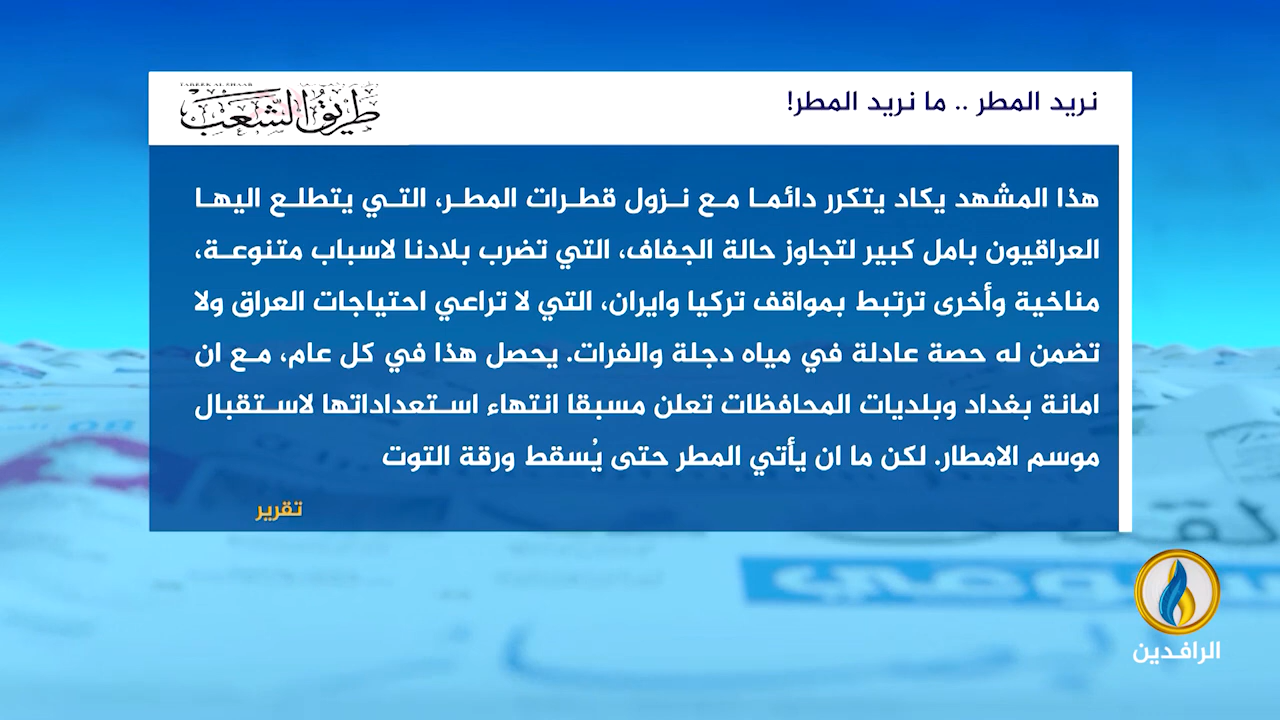 نريد المطر .. ما نريد المطر!
TAREEK AL SHAAB
طريق الشعب
هذا المشهد يكاد يتكرر دائما مع نزول قطرات المطر، التي يتطلع اليها
العراقيون بامل كبير لتجاوز حالة الجفاف، التي تضرب بلادنا لاسباب متنوعة،
مناخية وأخرى ترتبط بمواقف تركيا وايران، التي لا تراعي احتياجات العراق ولا
تضمن له حصة عادلة في مياه دجلة والفرات. يحصل هذا في كل عام، مع ان
امانة بغداد وبلديات المحافظات تعلن مسبقا انتهاء استعداداتها لاستقبال
موسم الامطار. لكن ما ان يأتي المطر حتى يُسقط ورقة التوت
تقرير
الرافدين